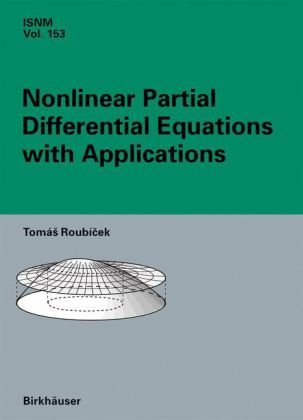 ISNM
Vol. 153
Nonlinear Partial
Differential Equations
with Applications
Tomáš Roubíček
Birkhäuser